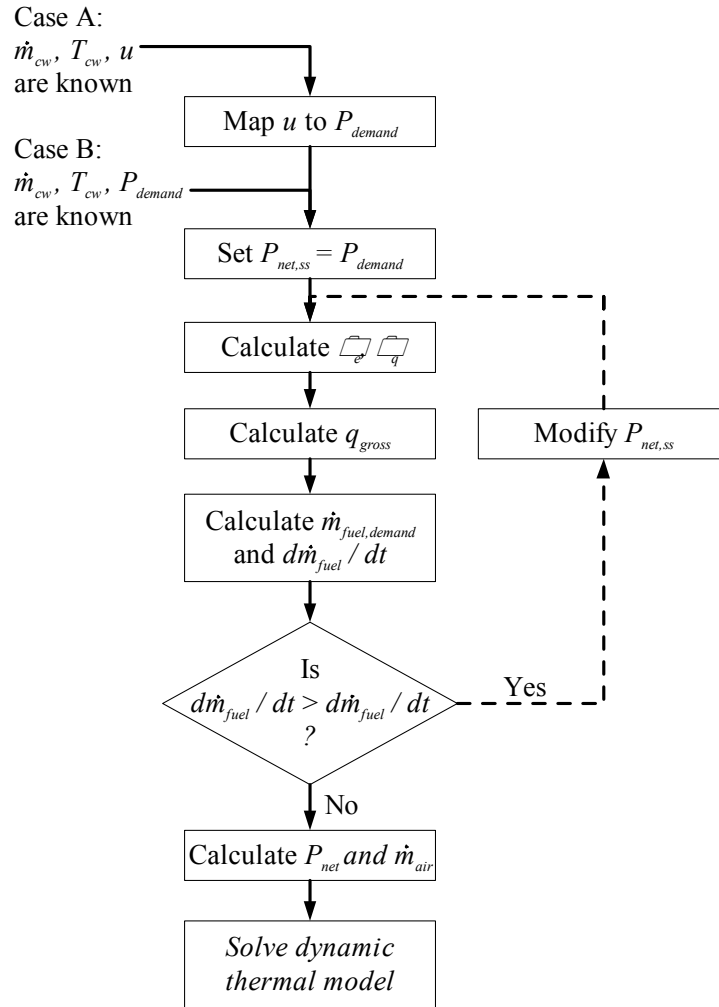 Case A:
ṁcw, Tcw, u
are known
Map u to Pdemand
Case B:
ṁcw, Tcw, Pdemand
are known
Set Pnet,ss = Pdemand
Calculate e, q
Calculate qgross
Modify Pnet,ss
Calculate ṁfuel,demand
and dṁfuel / dt
Is
dṁfuel / dt > dṁfuel / dt
?
Yes
No
Calculate Pnet and ṁair
Solve dynamic
thermal model